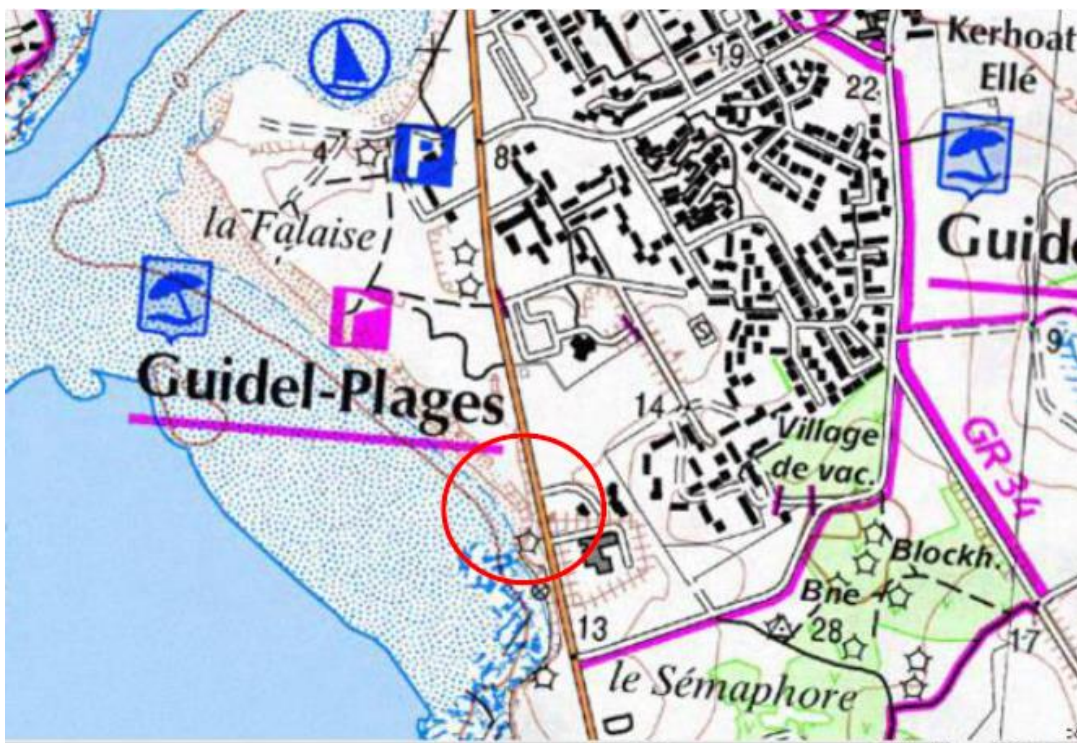 Kerhoat
Ellé
19
22
4
P
8
la Falaise
Guide
9
Guidel-Plages
14
Village
de vac.
GR 34
Blockh.
Bne
28
13
17
le Sémaphore